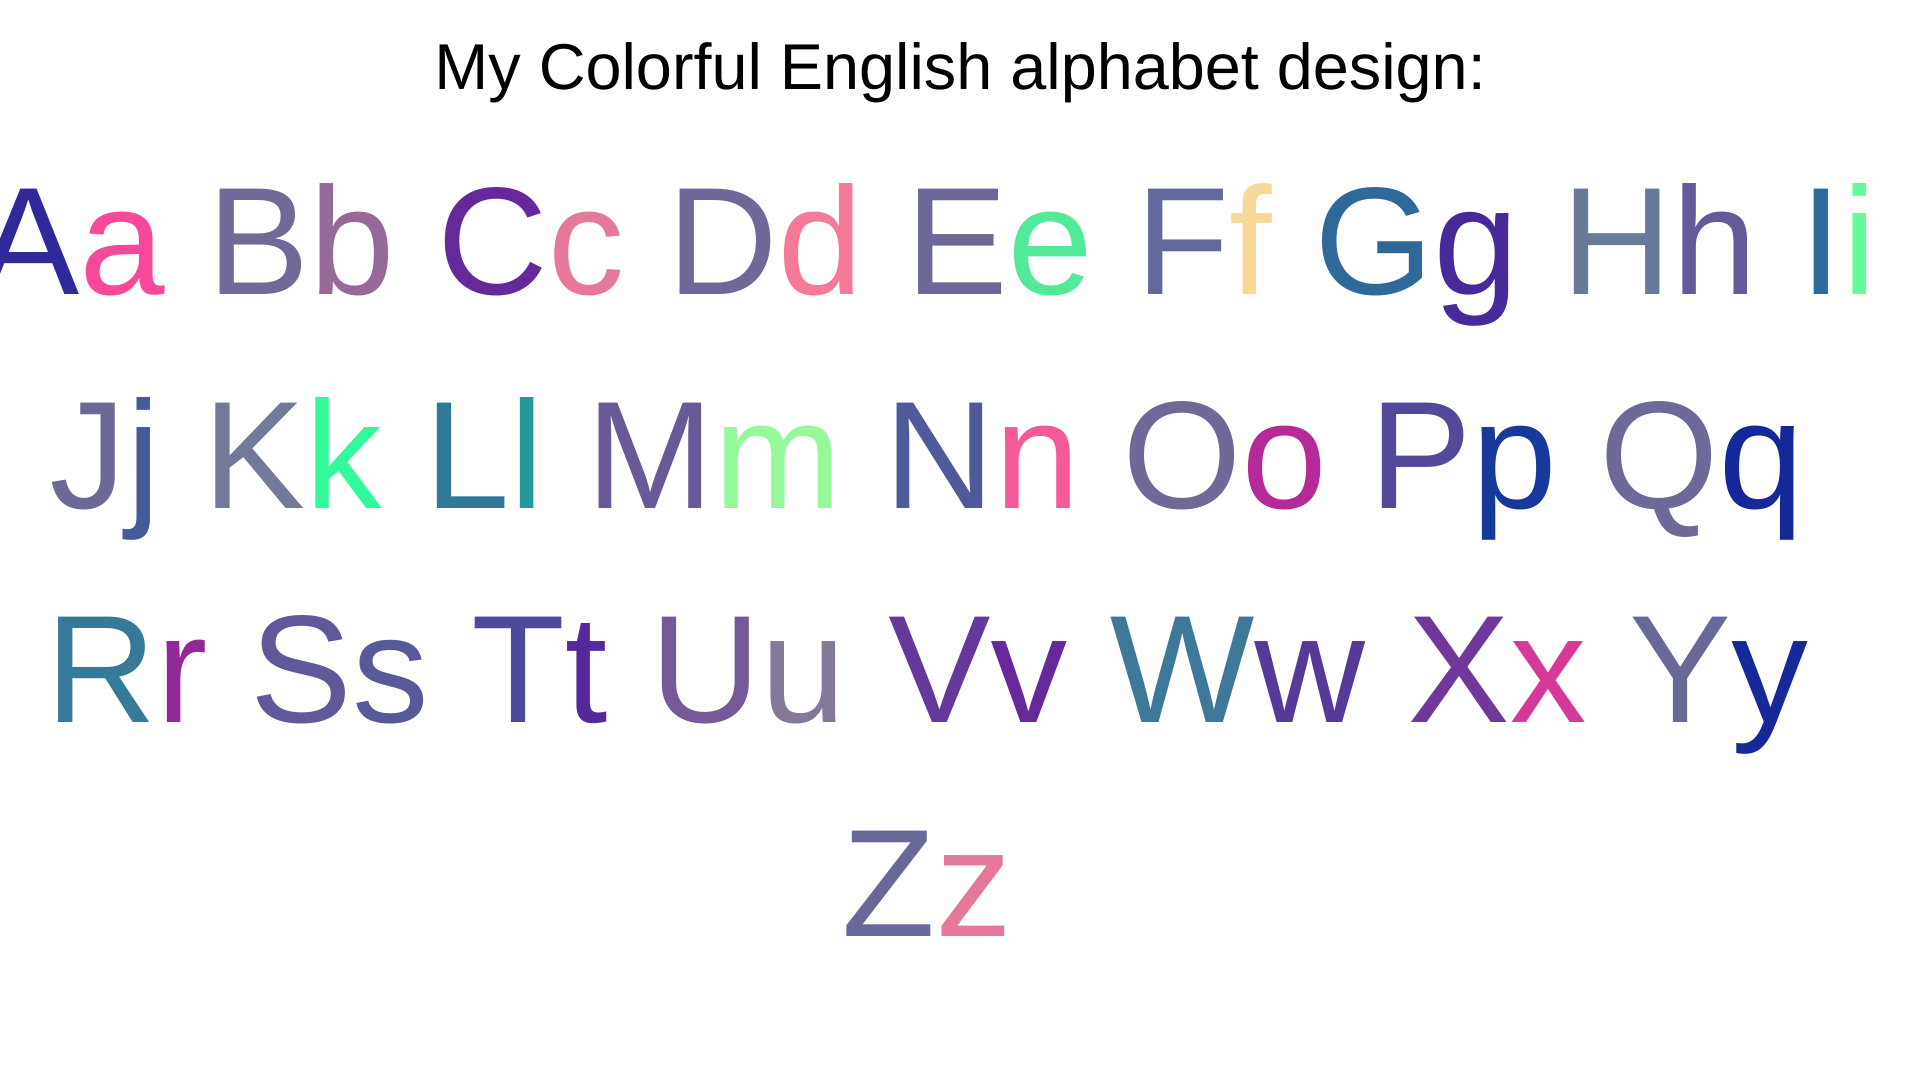 My Colorful English alphabet design:
Aa Bb Cc Dd Ee Ff Gg Hh Ii
Jj Kk Ll Mm Nn Oo Pp Qq
Rr Ss Tt Uu Vv Ww Xx Yy
Zz